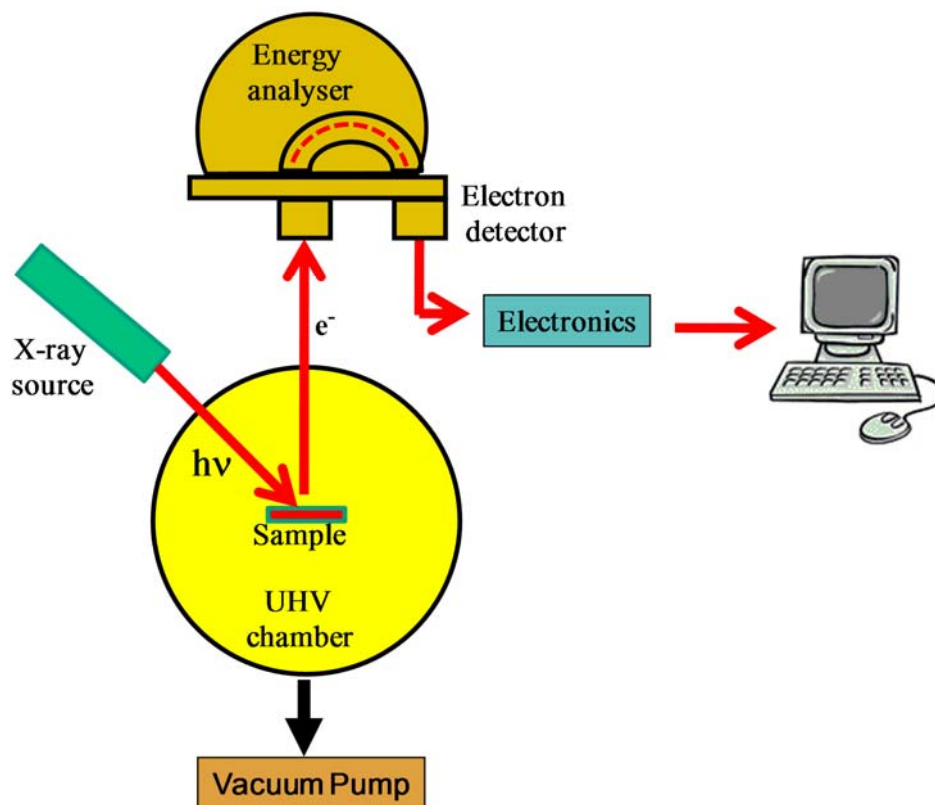 Energy
analyser
Electron
detector
X-ray
source
e-
Electronics
hν
Sample
UHV
chamber
Vacuum Pump